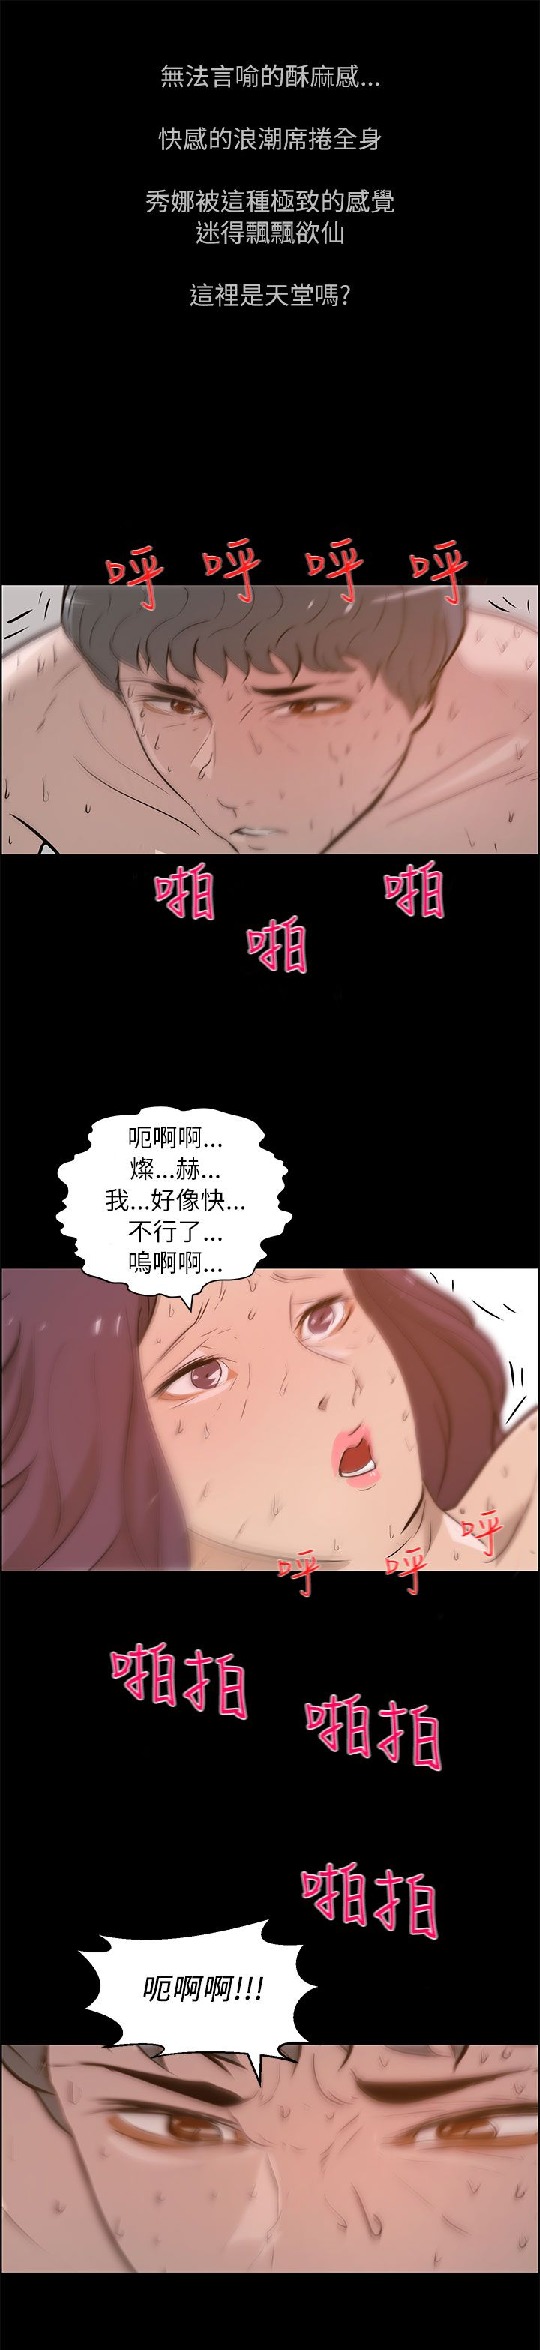 無法言喻的酥麻感...
快感的浪潮席捲全身
秀娜被這種極致的感覺
迷得飄飄欲仙
這裡是天堂嗎?
呼 呼 呼 呼
啪 啪
啪
呃啊啊...
燦...赫...
我...好像快...
不行了...
嗚啊啊...
呼 呼 呼
啪拍
啪拍
啪拍
呃啊啊!!!